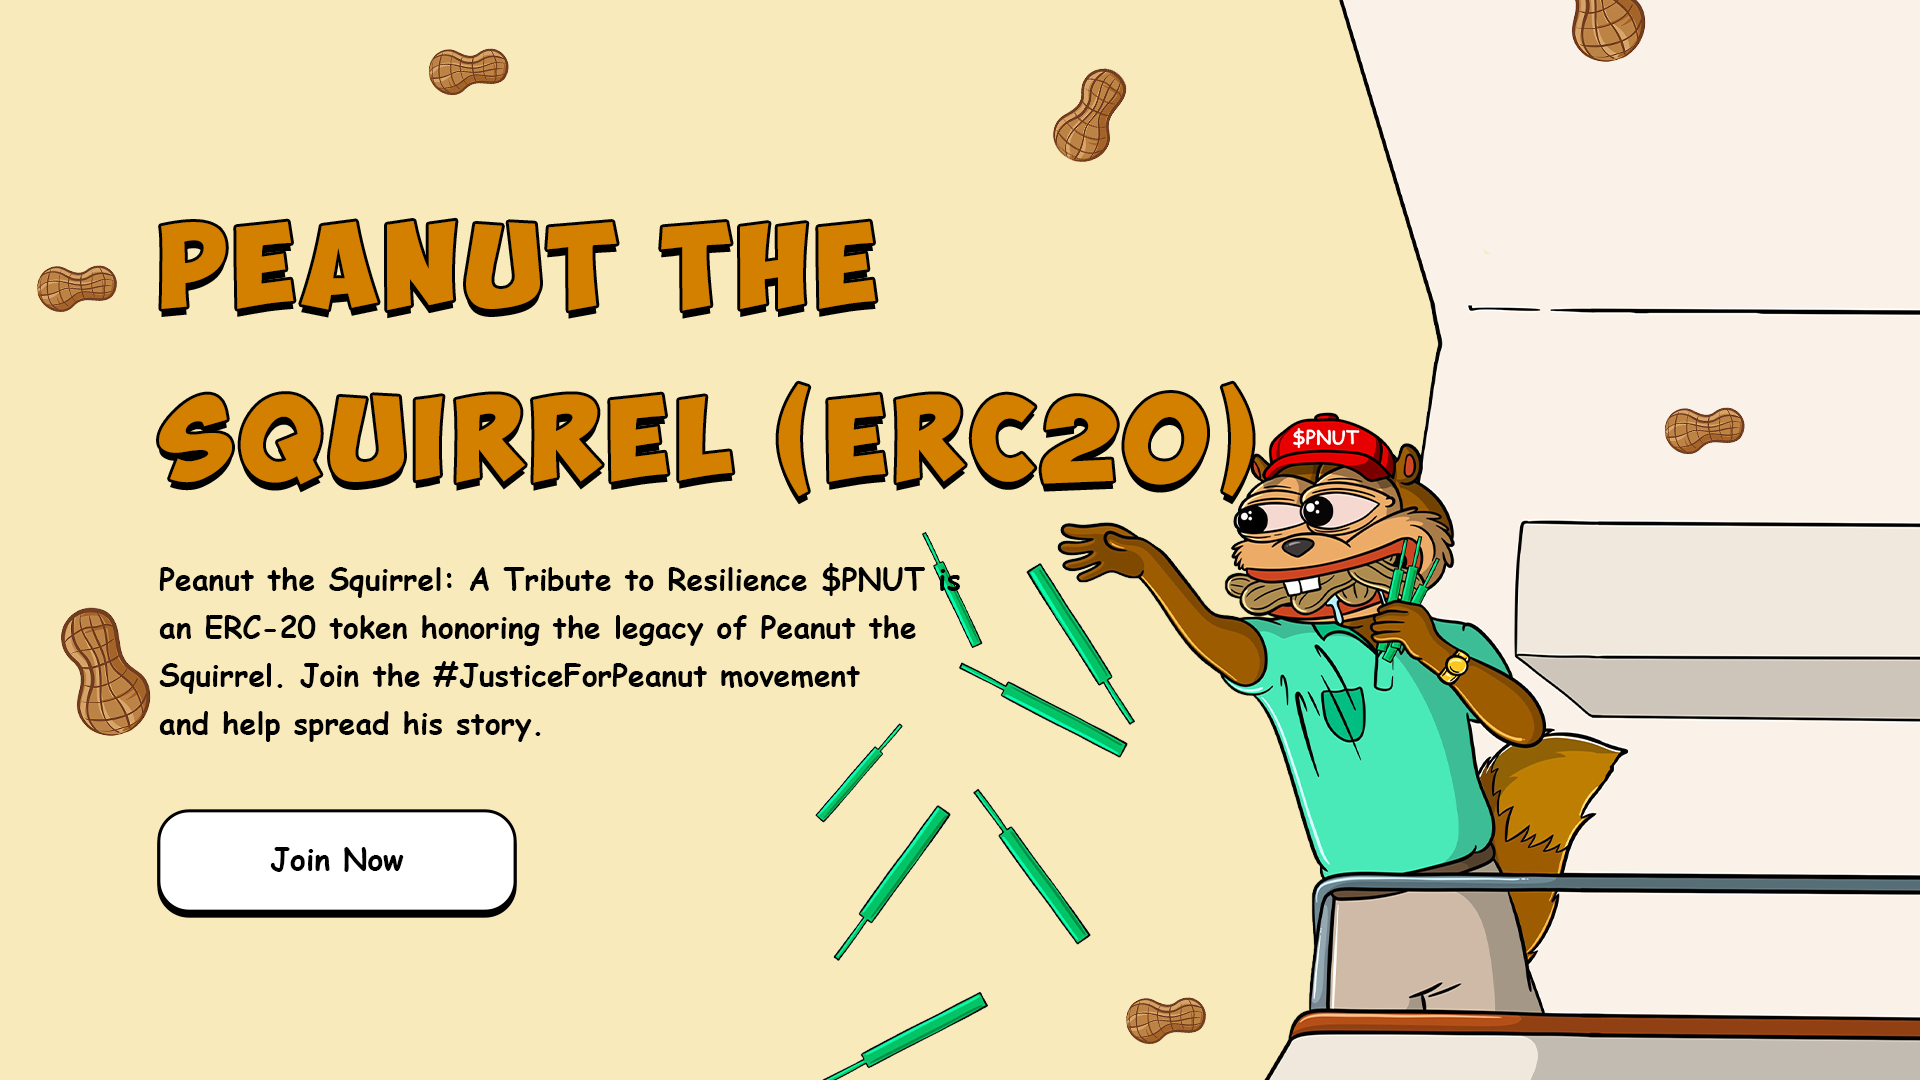 PEANUT THE
SQUIRREL (ERC20)
$PNUT
Peanut the Squirrel: A Tribute to Resilience $PNUT is
an ERC-20 token honoring the legacy of Peanut the
Squirrel. Join the #JusticeForPeanut movement
and help spread his story.
Join Now